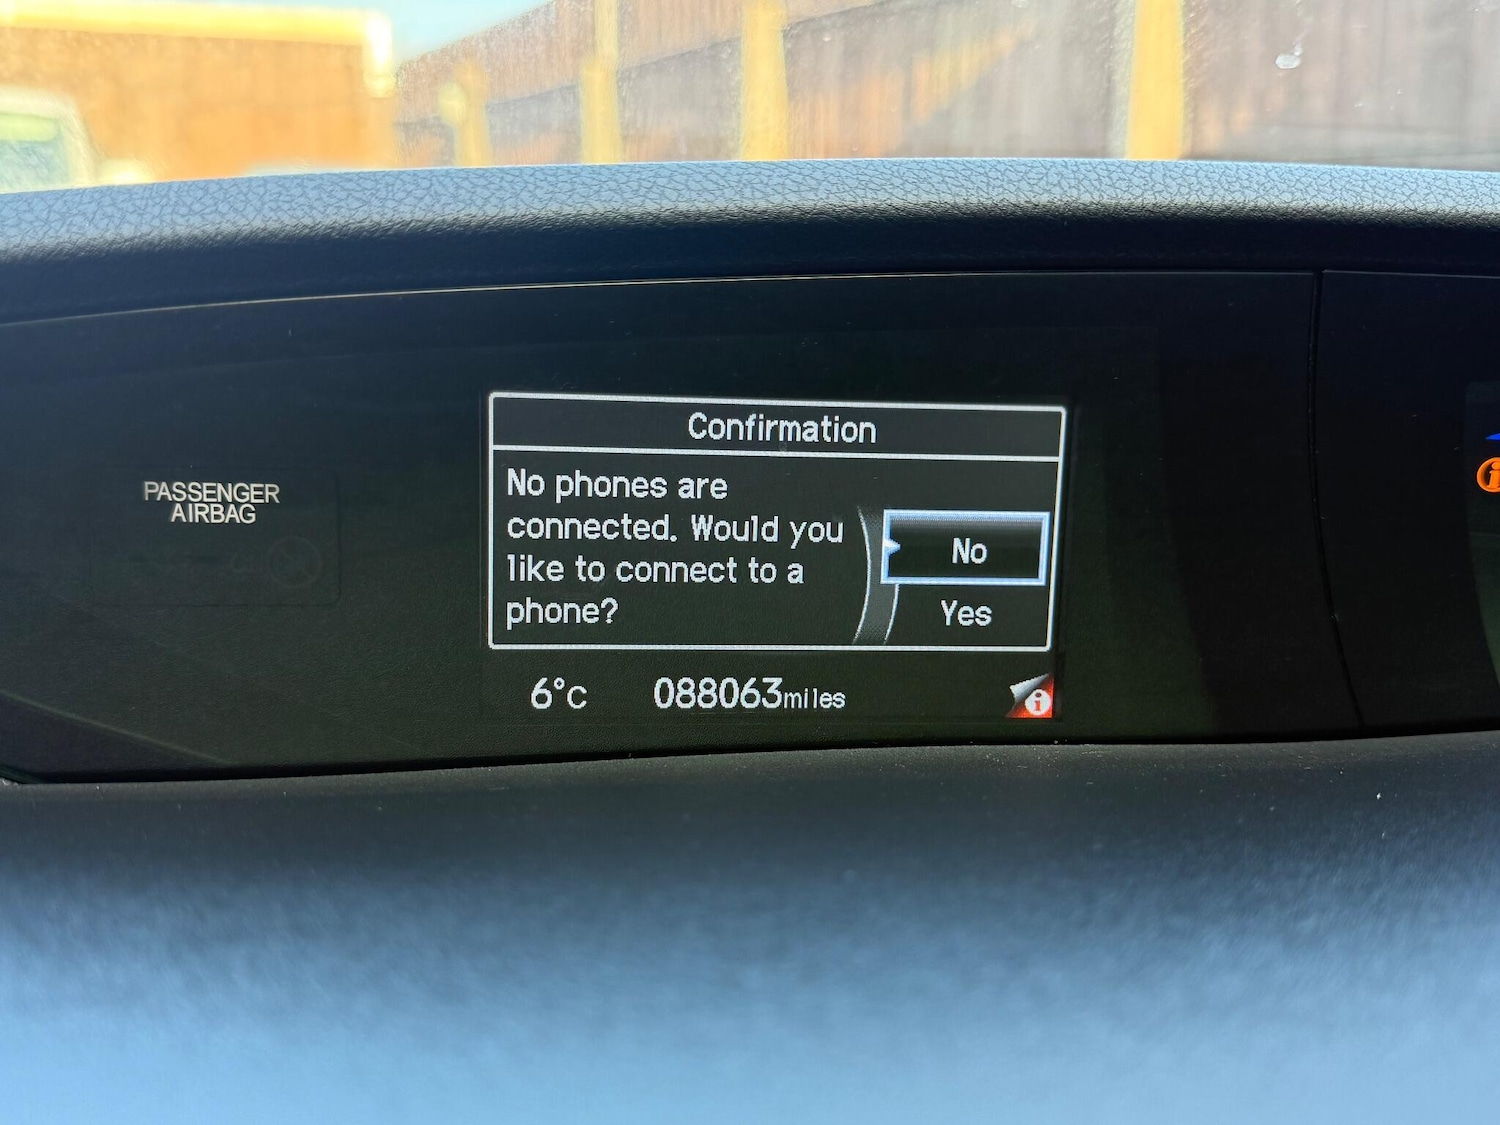 Confirmation
PASSENGER
AIRBAG
No phones are
connected. Would you
like to connect to a
phone?
No
Yes
6°C
088063miles
i
i